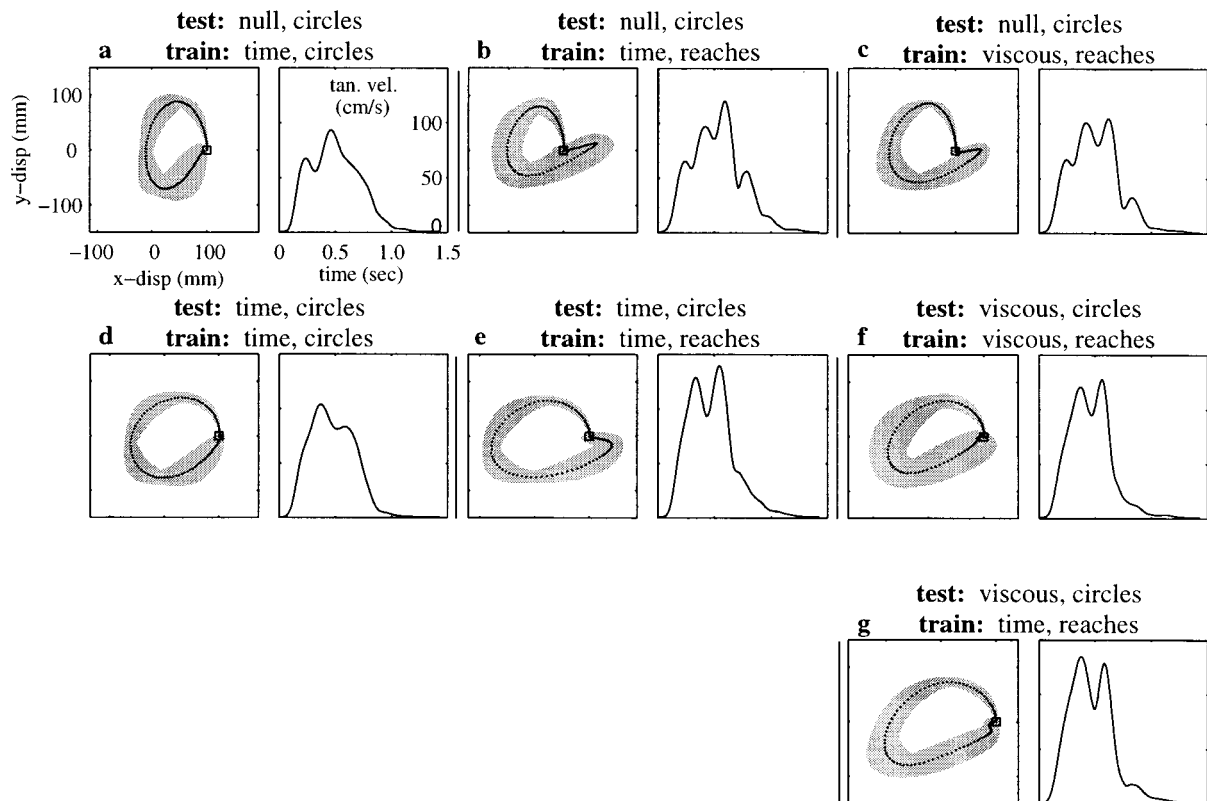 test: null, circles
a train: time, circles
test: null, circles
b train: time, reaches
test: null, circles
c train: viscous, reaches
y-disp (mm)
100
0
-100
-100 0 100
x-disp (mm)
tan. vel.
(cm/s)
100
50
0
0 0.5 1.0 1.5
time (sec)
test: time, circles
d train: time, circles
test: time, circles
e train: time, reaches
test: viscous, circles
f train: viscous, reaches
test: viscous, circles
g train: time, reaches